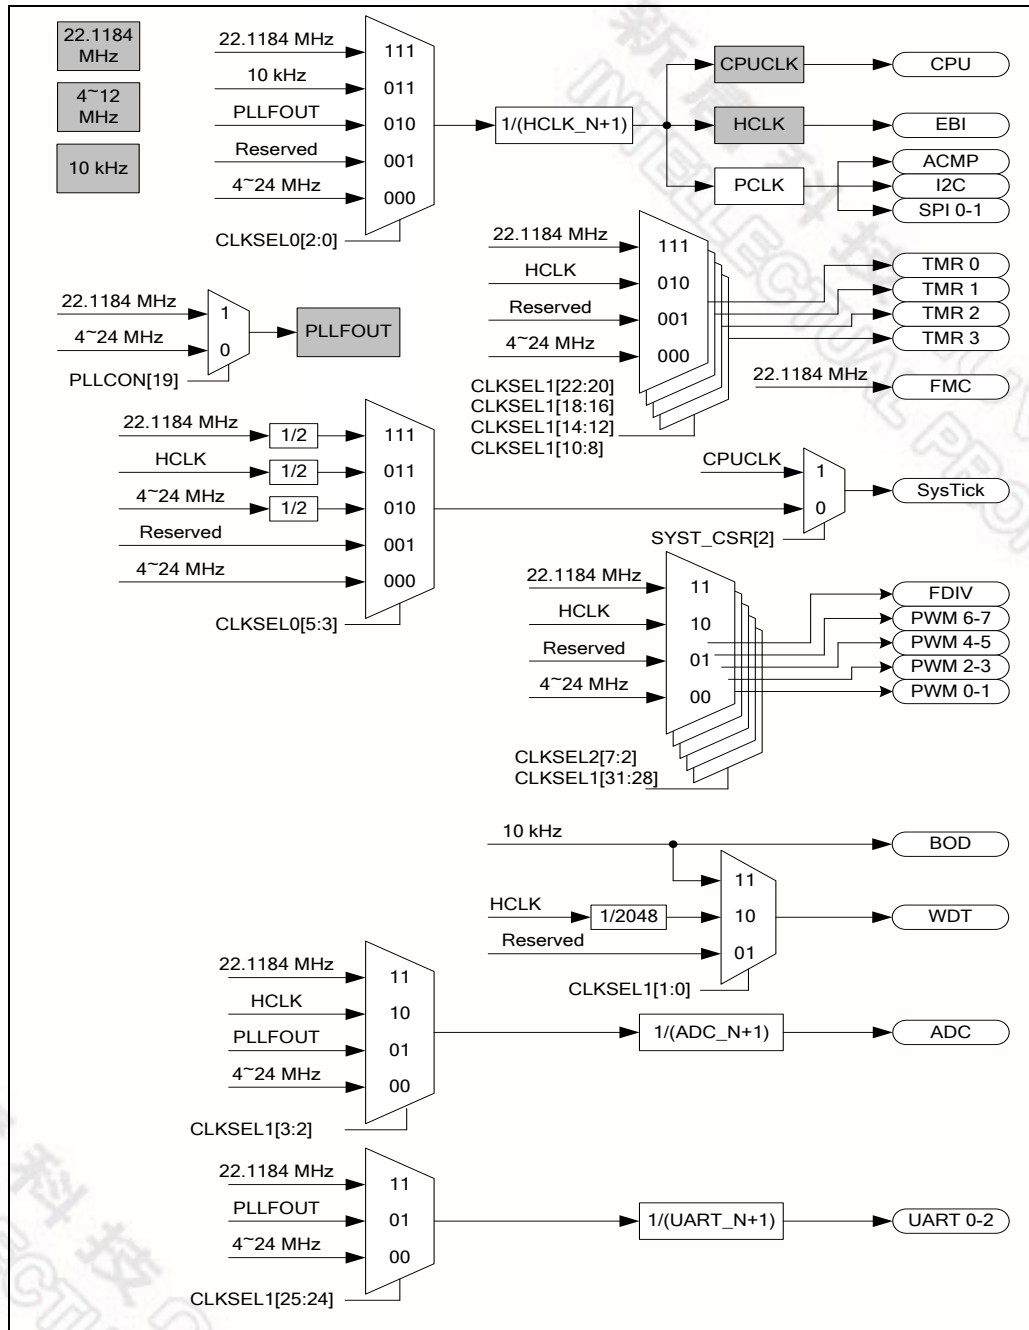 22.1184
MHz
4~12
MHz
10 kHz
22.1184 MHz
10 kHz
PLLFOUT
Reserved
4~24 MHz
111
011
010
001
000
CLKSEL0[2:0]
1/(HCLK_N+1)
CPUCLK
HCLK
PCLK
CPU
EBI
ACMP
I2C
SPI 0-1
22.1184 MHz
HCLK
Reserved
4~24 MHz
111
010
001
000
CLKSEL1[22:20]
CLKSEL1[18:16]
CLKSEL1[14:12]
CLKSEL1[10:8]
TMR 0
TMR 1
TMR 2
TMR 3
22.1184 MHz
FMC
22.1184 MHz
4~24 MHz
1
0
PLLCON[19]
PLLFOUT
22.1184 MHz
HCLK
4~24 MHz
Reserved
4~24 MHz
1/2
1/2
1/2
111
011
010
001
000
CLKSEL0[5:3]
CPUCLK
1
0
SYST_CSR[2]
SysTick
22.1184 MHz
HCLK
Reserved
4~24 MHz
11
10
01
00
CLKSEL2[7:2]
CLKSEL1[31:28]
FDIV
PWM 6-7
PWM 4-5
PWM 2-3
PWM 0-1
10 kHz
BOD
HCLK
1/2048
Reserved
11
10
01
CLKSEL1[1:0]
WDT
22.1184 MHz
HCLK
PLLFOUT
4~24 MHz
11
10
01
00
CLKSEL1[3:2]
1/(ADC_N+1)
ADC
22.1184 MHz
PLLFOUT
4~24 MHz
11
01
00
CLKSEL1[25:24]
1/(UART_N+1)
UART 0-2
新唐科技
INTELLECTUAL
科技